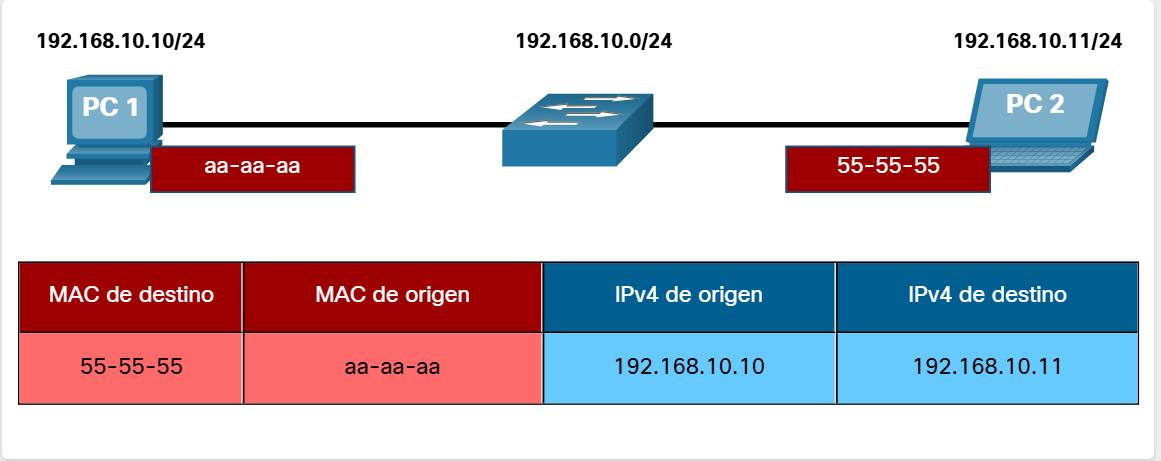 192.168.10.10/24 192.168.10.0/24 192.168.10.11/24
PC 1 PC 2
aa-aa-aa 55-55-55
MAC de destino MAC de origen IPv4 de origen IPv4 de destino
55-55-55 aa-aa-aa 192.168.10.10 192.168.10.11